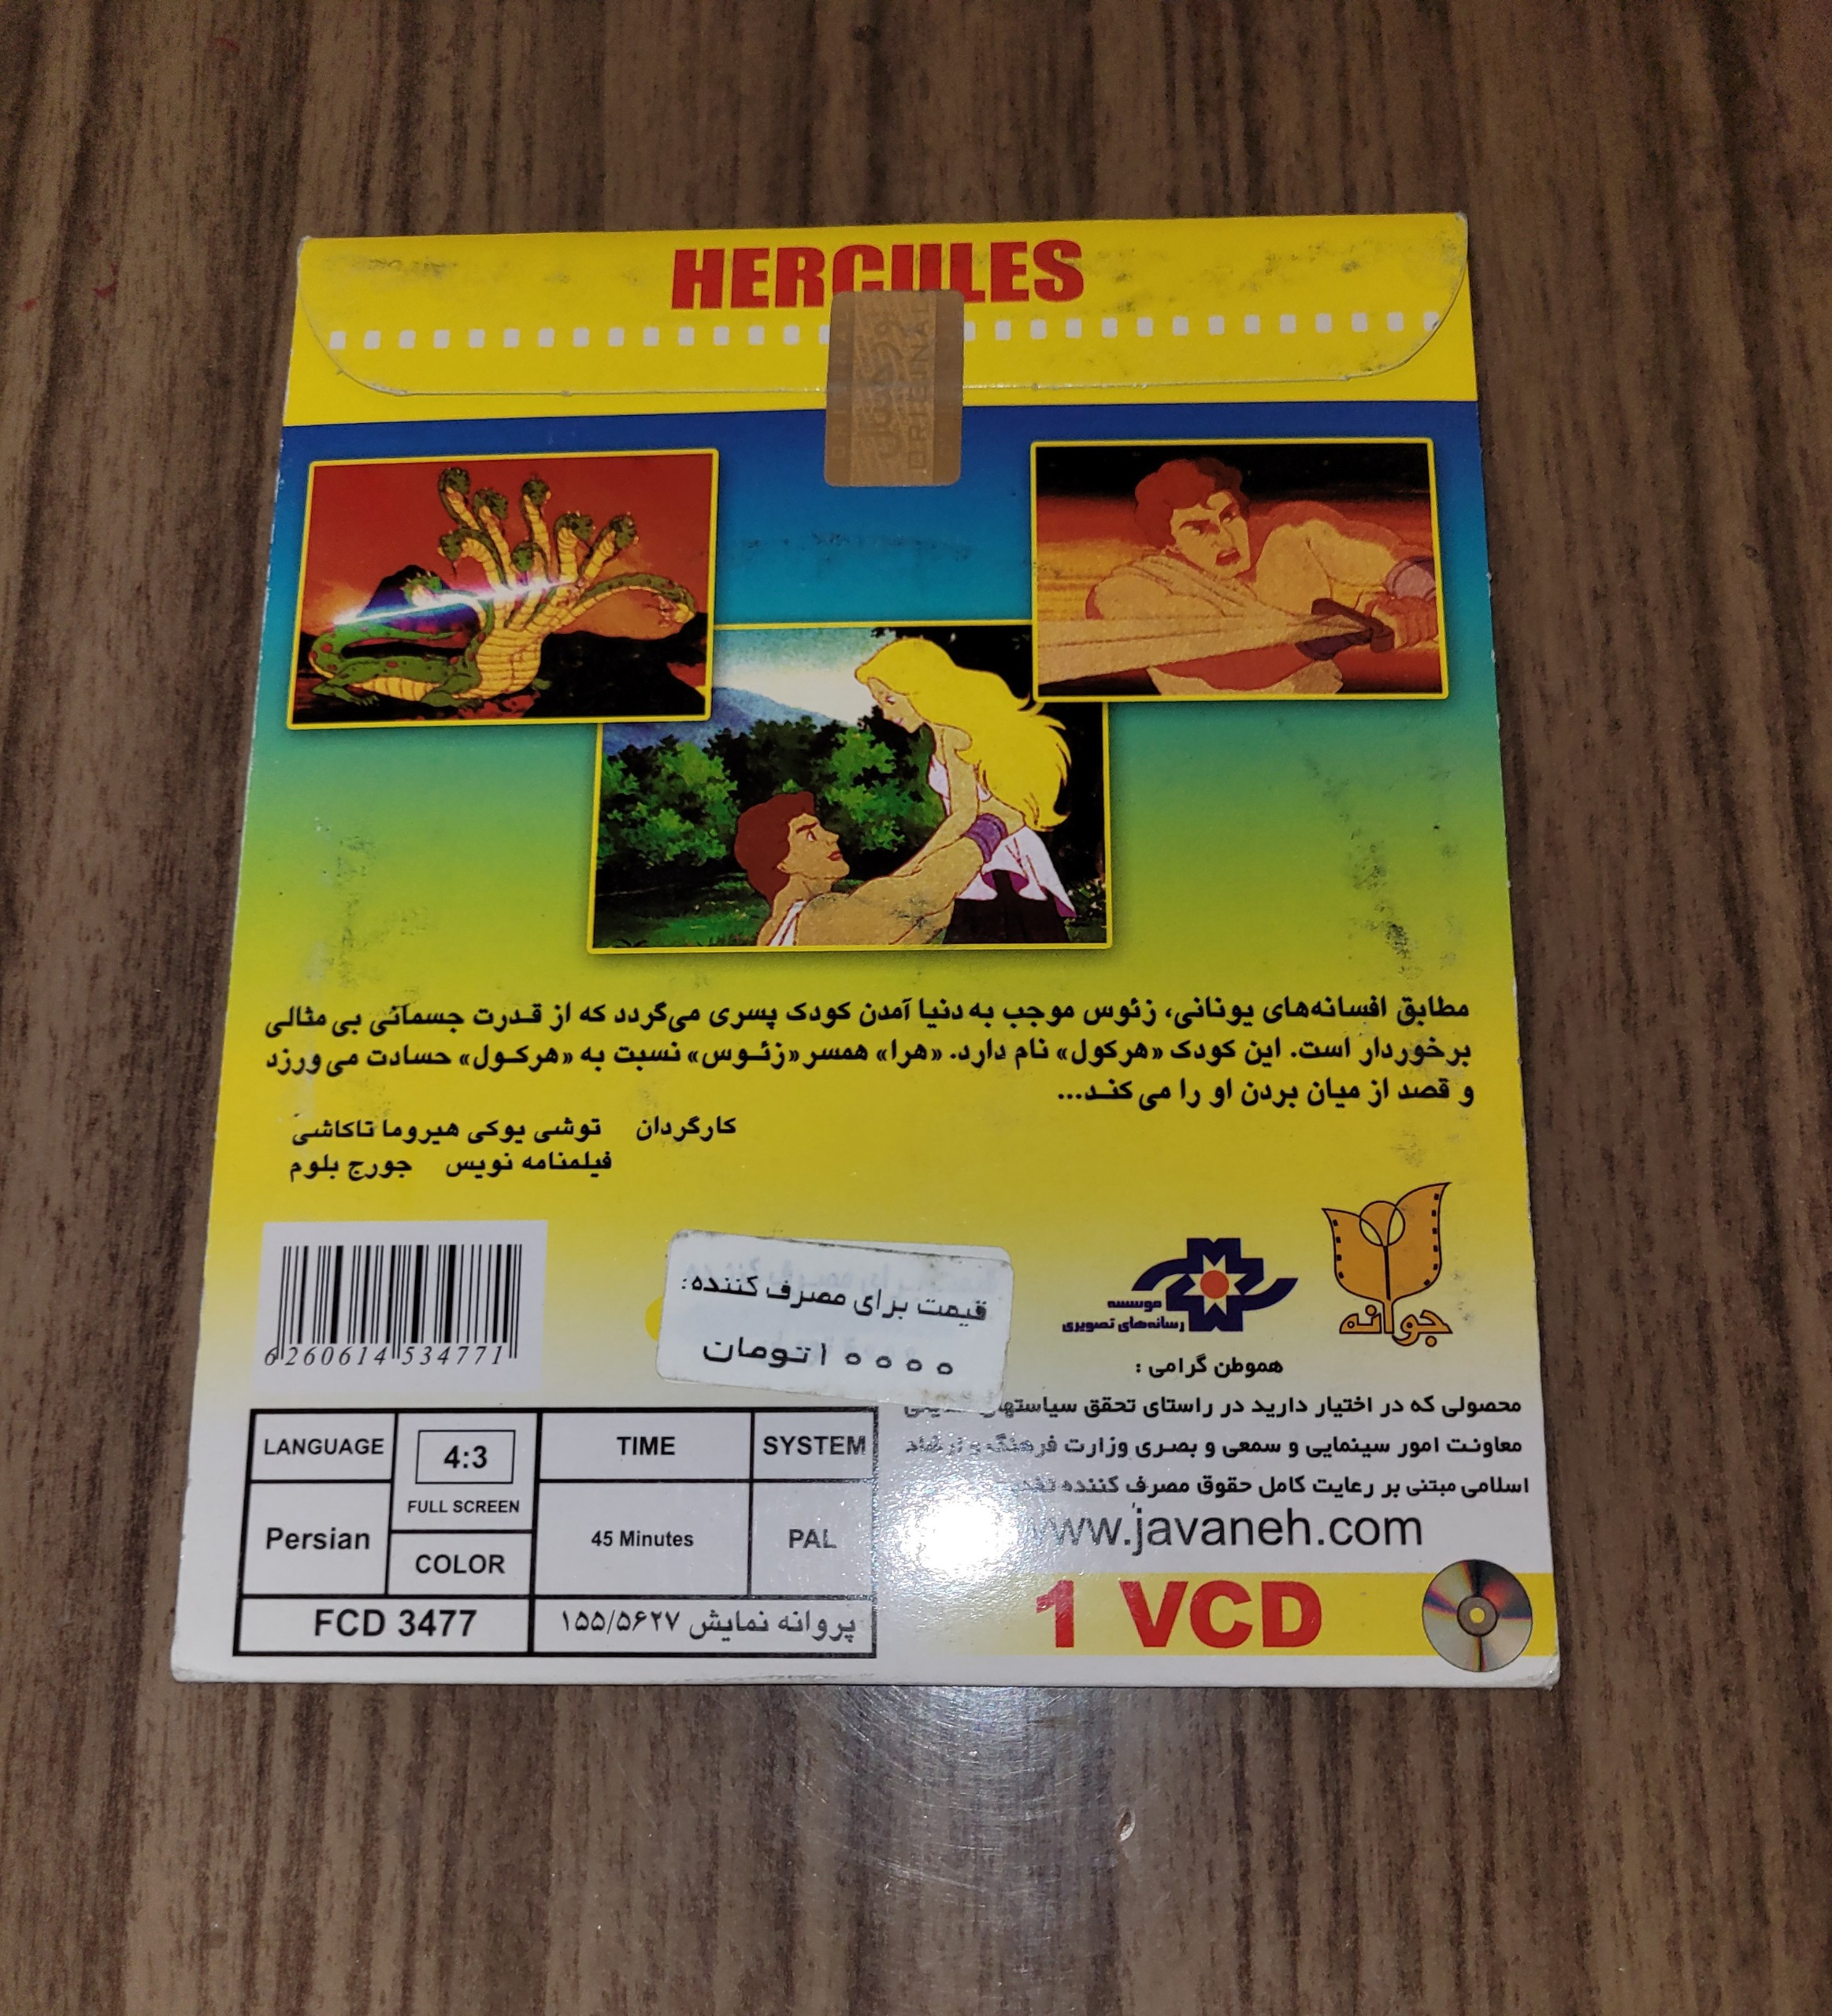 HERCULES
اورجینال
ORIGINAL
مطابق افسانه‌های یونانی، زئوس موجب به دنیا آمدن کودک پسری می‌گردد که از قدرت جسمانی بی مثالی
برخوردار است. این کودک «هرکول» نام دارد. «هرا» همسر «زئوس» نسبت به «هرکول» حسادت می ورزد
و قصد از میان بردن او را می کند...
کارگردان توشی یوکی هیروما تاکاشی
فیلمنامه نویس جورج بلوم
6260614534771
قیمت برای مصرف کننده:
۱۰۰۰۰تومان
موسسه
رسانه‌های تصویری
جوانه
هموطن گرامی :
محصولی که در اختیار دارید در راستای تحقق
معاونت امور سینمایی و سمعی و بصری وزارت فرهنگ و ارشاد
اسلامی مبتنی بر رعایت کامل حقوق مصرف کننده
www.javaneh.com
1 VCD
LANGUAGE
4:3
TIME
SYSTEM
FULL SCREEN
Persian
45 Minutes
PAL
COLOR
FCD 3477
پروانه نمایش ۱۵۵/۵۶۲۷